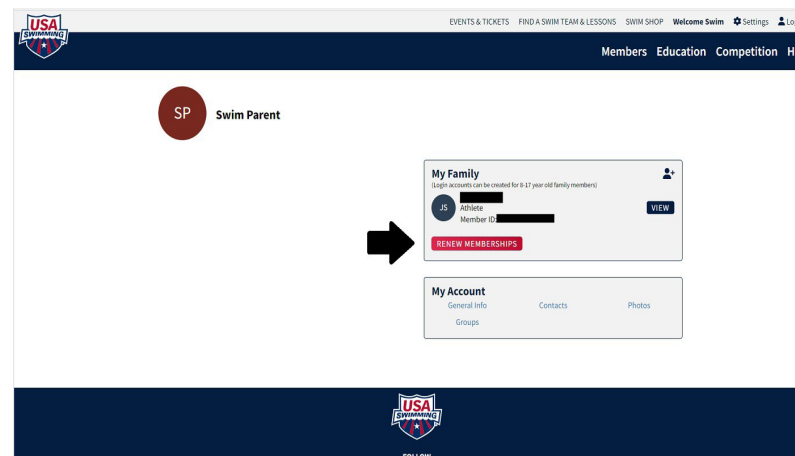 USA
SWIMMING
EVENTS & TICKETS FIND A SWIM TEAM & LESSONS SWIM SHOP Welcome Swim Settings Lo
Members Education Competition H
SP Swim Parent
My Family
(Login accounts can be created for 8-17 year old family members)
JS Athlete VIEW
Member ID:
RENEW MEMBERSHIPS
My Account
General Info Contacts Photos
Groups
USA
SWIMMING
FOLLOW